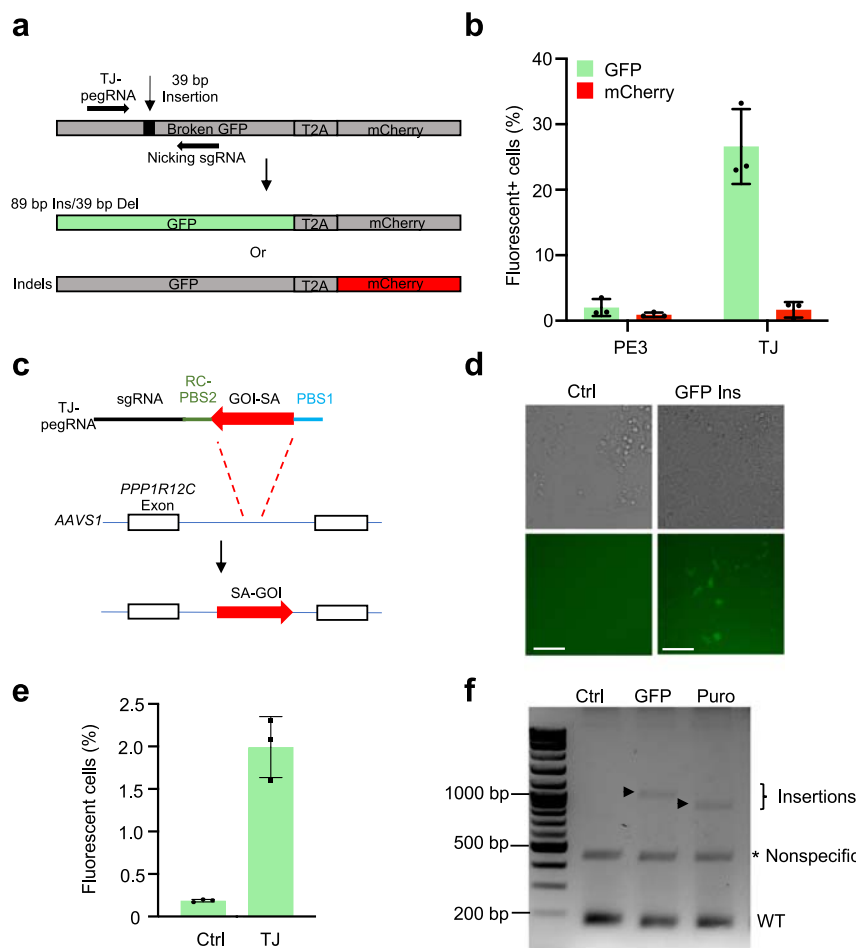 a
TJ-
pegRNA
39 bp
Insertion
Broken GFP
T2A
mCherry
Nicking sgRNA
89 bp Ins/39 bp Del
GFP
T2A
mCherry
Or
Indels
GFP
T2A
mCherry
b
Fluorescent+ cells (%)
40
30
20
10
0
GFP
mCherry
PE3
TJ
c
TJ-
pegRNA
sgRNA
RC-
PBS2
GOI-SA
PBS1
PPP1R12C
Exon
AAVS1
SA-GOI
d
Ctrl
GFP Ins
e
Fluorescent cells (%)
2.5
2.0
1.5
1.0
0.5
0
Ctrl
TJ
f
Ctrl
GFP
Puro
1000 bp
500 bp
200 bp
} Insertions
* Nonspecific
WT